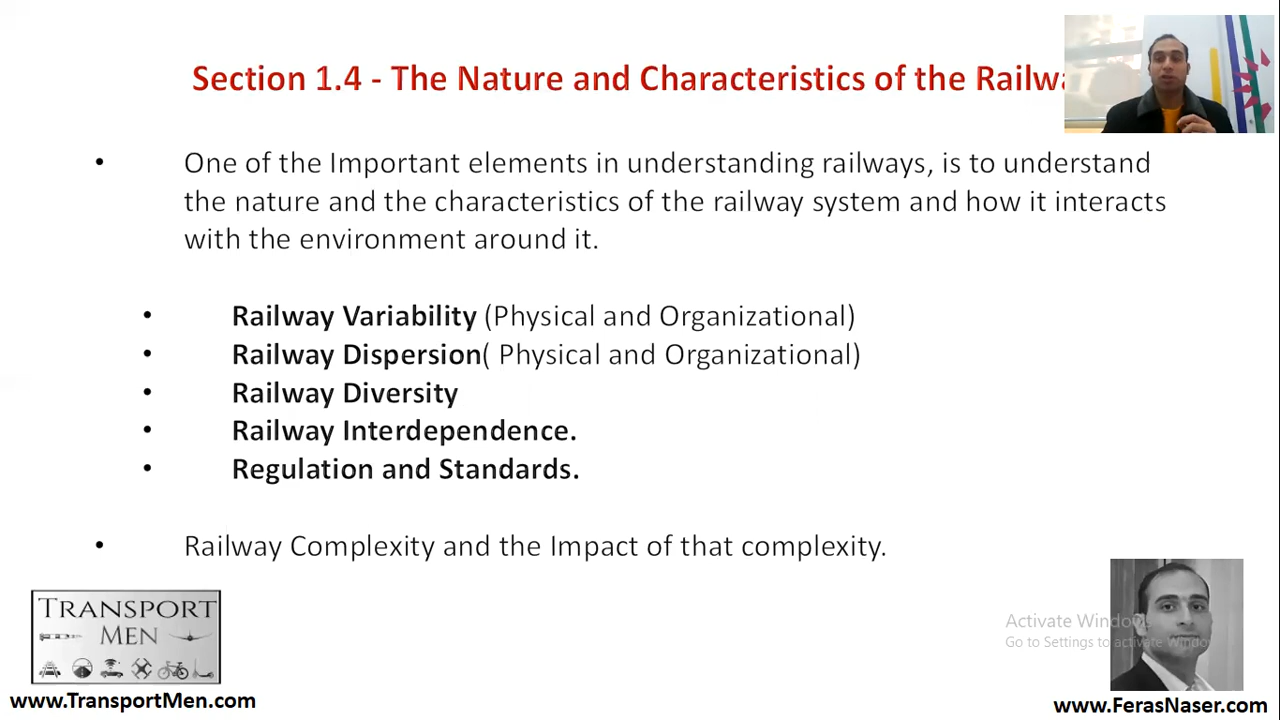 Section 1.4 - The Nature and Characteristics of the
• One of the Important elements in understanding railways, is to understand
the nature and the characteristics of the railway system and how it interacts
with the environment around it.
• Railway Variability (Physical and Organizational)
• Railway Dispersion( Physical and Organizational)
• Railway Diversity
• Railway Interdependence.
• Regulation and Standards.
• Railway Complexity and the Impact of that complexity.
TRANSPORT
MEN
www.TransportMen.com
Activate
Go to Settings to activate
www.FerasNaser.com